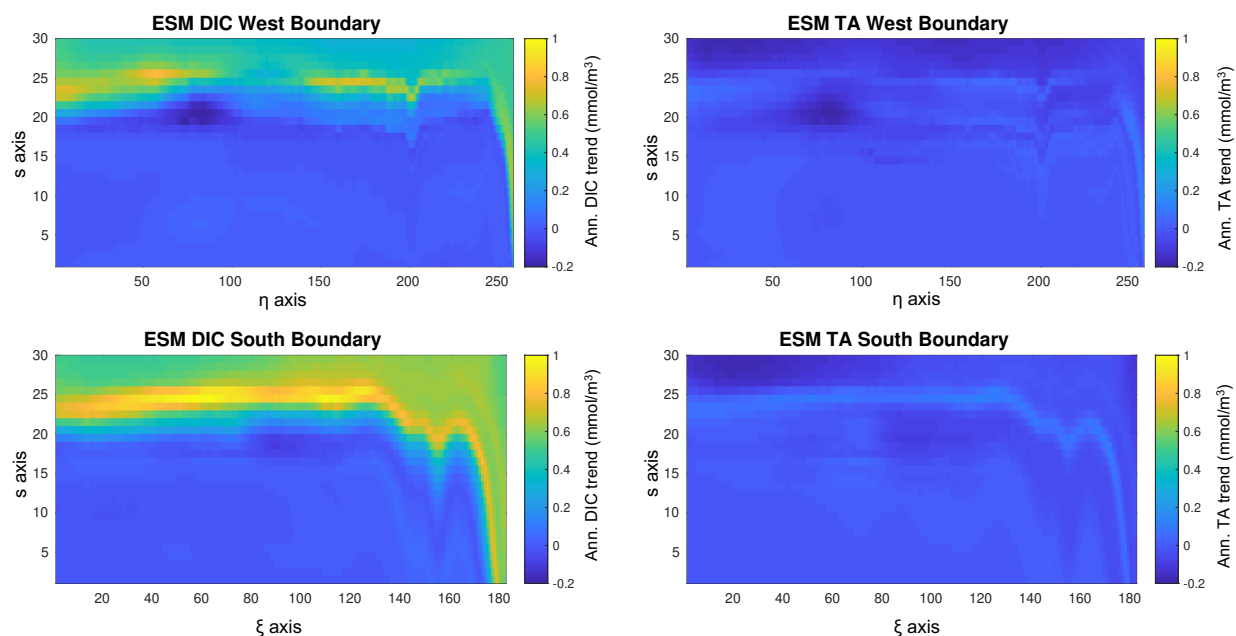 ESM DIC West Boundary
30
25
20
15
10
5
s axis
50 100 150 200 250
η axis
1
0.8
0.6
0.4
0.2
0
-0.2
Ann. DIC trend (mmol/m³)
ESM TA West Boundary
30
25
20
15
10
5
s axis
50 100 150 200 250
η axis
1
0.8
0.6
0.4
0.2
0
-0.2
Ann. TA trend (mmol/m³)
ESM DIC South Boundary
30
25
20
15
10
5
s axis
20 40 60 80 100 120 140 160 180
ξ axis
1
0.8
0.6
0.4
0.2
0
-0.2
Ann. DIC trend (mmol/m³)
ESM TA South Boundary
30
25
20
15
10
5
s axis
20 40 60 80 100 120 140 160 180
ξ axis
1
0.8
0.6
0.4
0.2
0
-0.2
Ann. TA trend (mmol/m³)